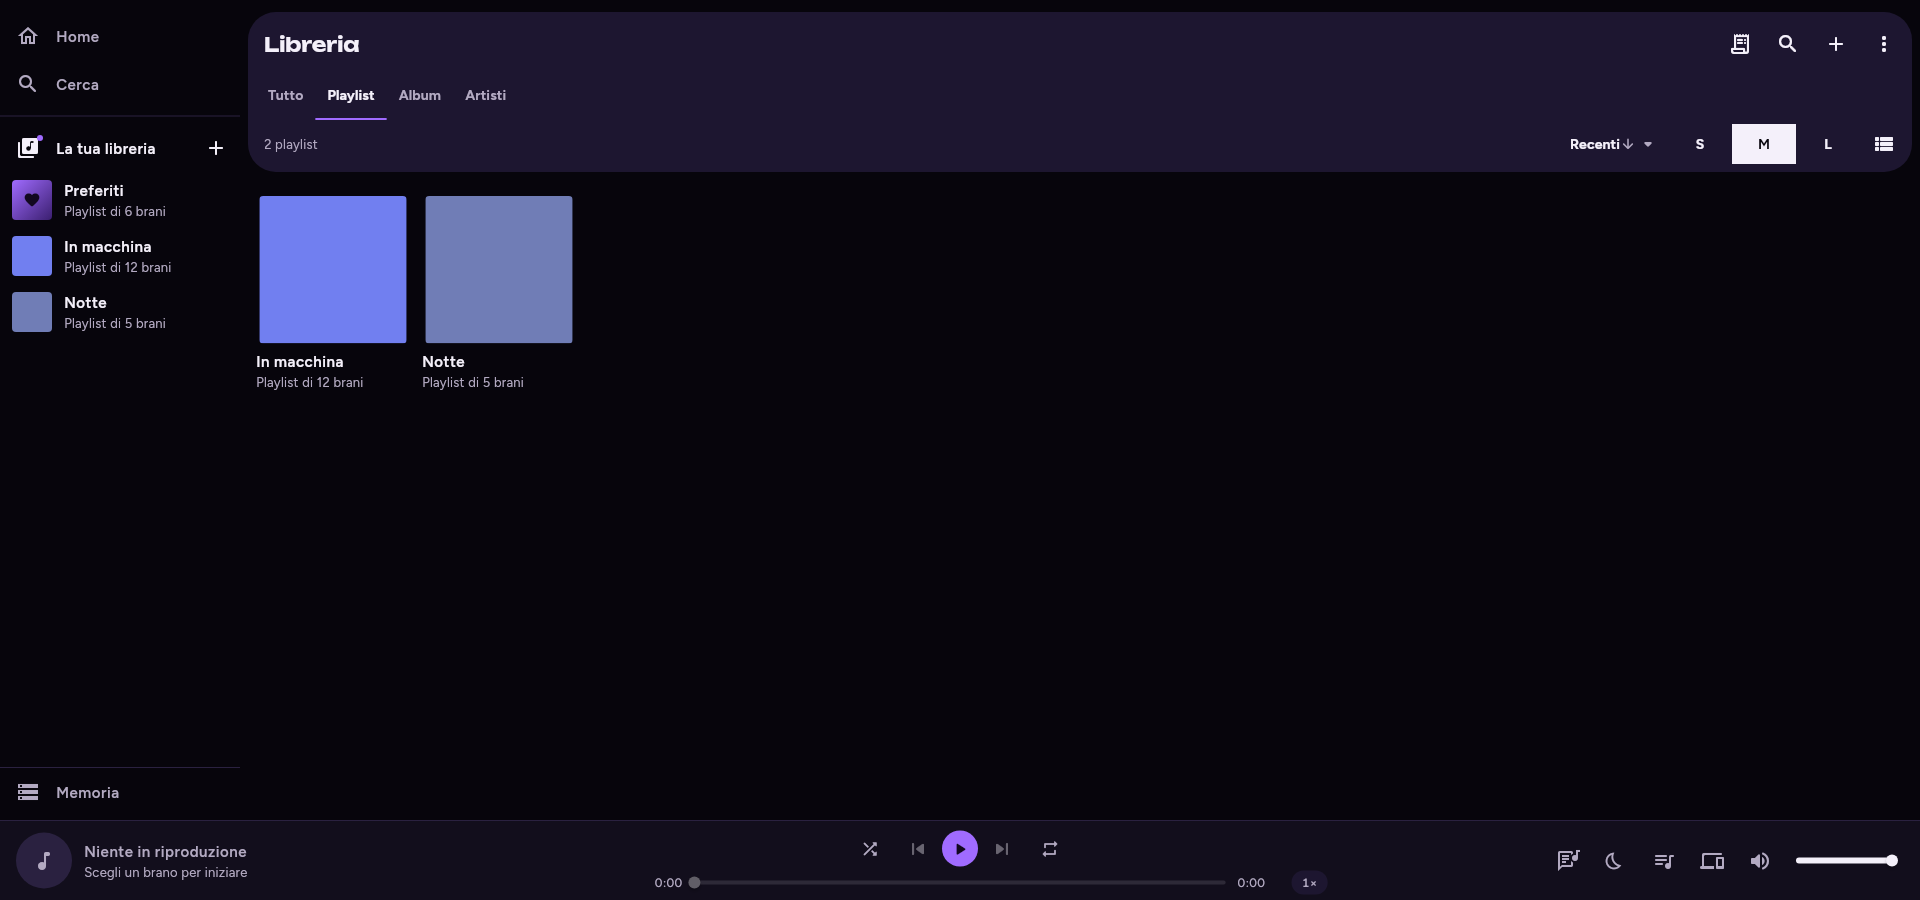 Home
Cerca
La tua libreria
Preferiti
Playlist di 6 brani
In macchina
Playlist di 12 brani
Notte
Playlist di 5 brani
Memoria
Libreria
Tutto
Playlist
Album
Artisti
2 playlist
Recenti
S
M
L
In macchina
Playlist di 12 brani
Notte
Playlist di 5 brani
Niente in riproduzione
Scegli un brano per iniziare
0:00
0:00
1×